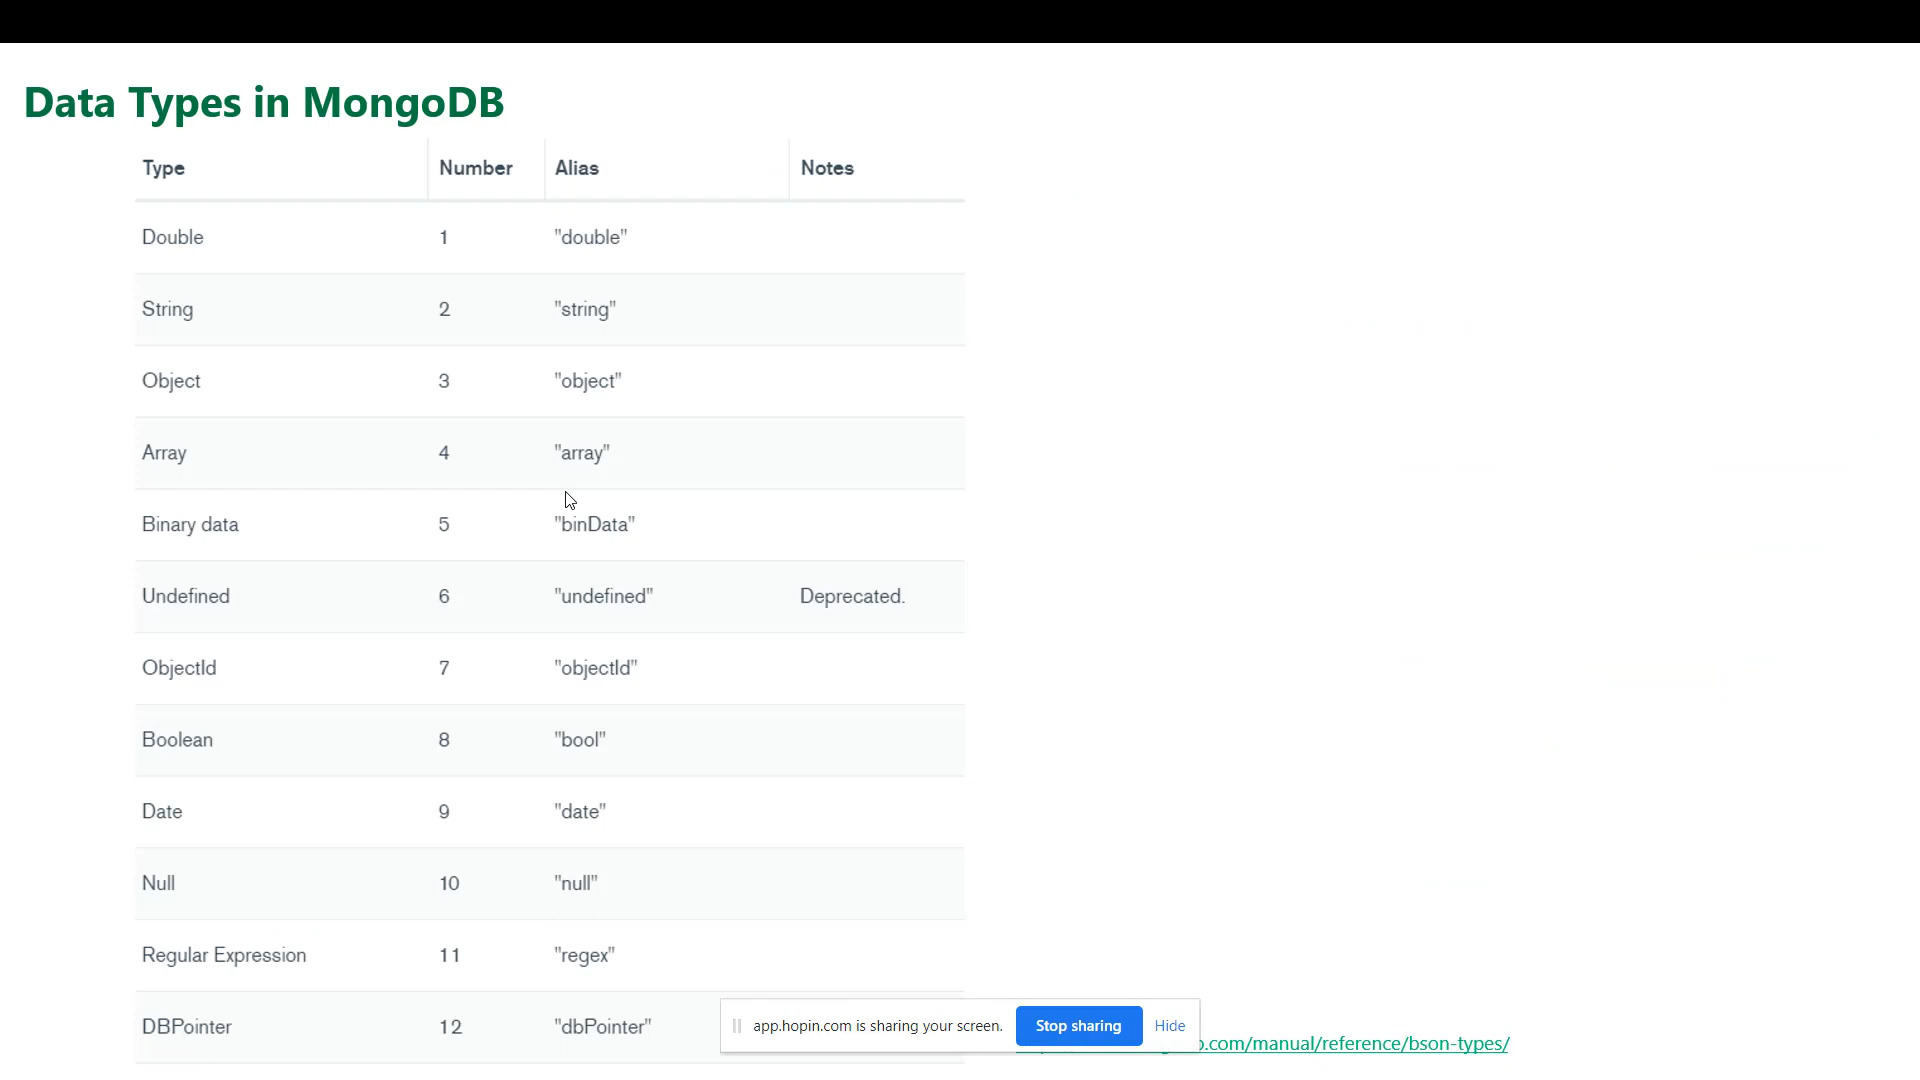 Data Types in MongoDB
Type Number Alias Notes
Double 1 "double"
String 2 "string"
Object 3 "object"
Array 4 "array"
Binary data 5 "binData"
Undefined 6 "undefined" Deprecated.
ObjectId 7 "objectId"
Boolean 8 "bool"
Date 9 "date"
Null 10 "null"
Regular Expression 11 "regex"
DBPointer 12 "dbPointer"
app.hopin.com is sharing your screen. Stop sharing Hide
.com/manual/reference/bson-types/